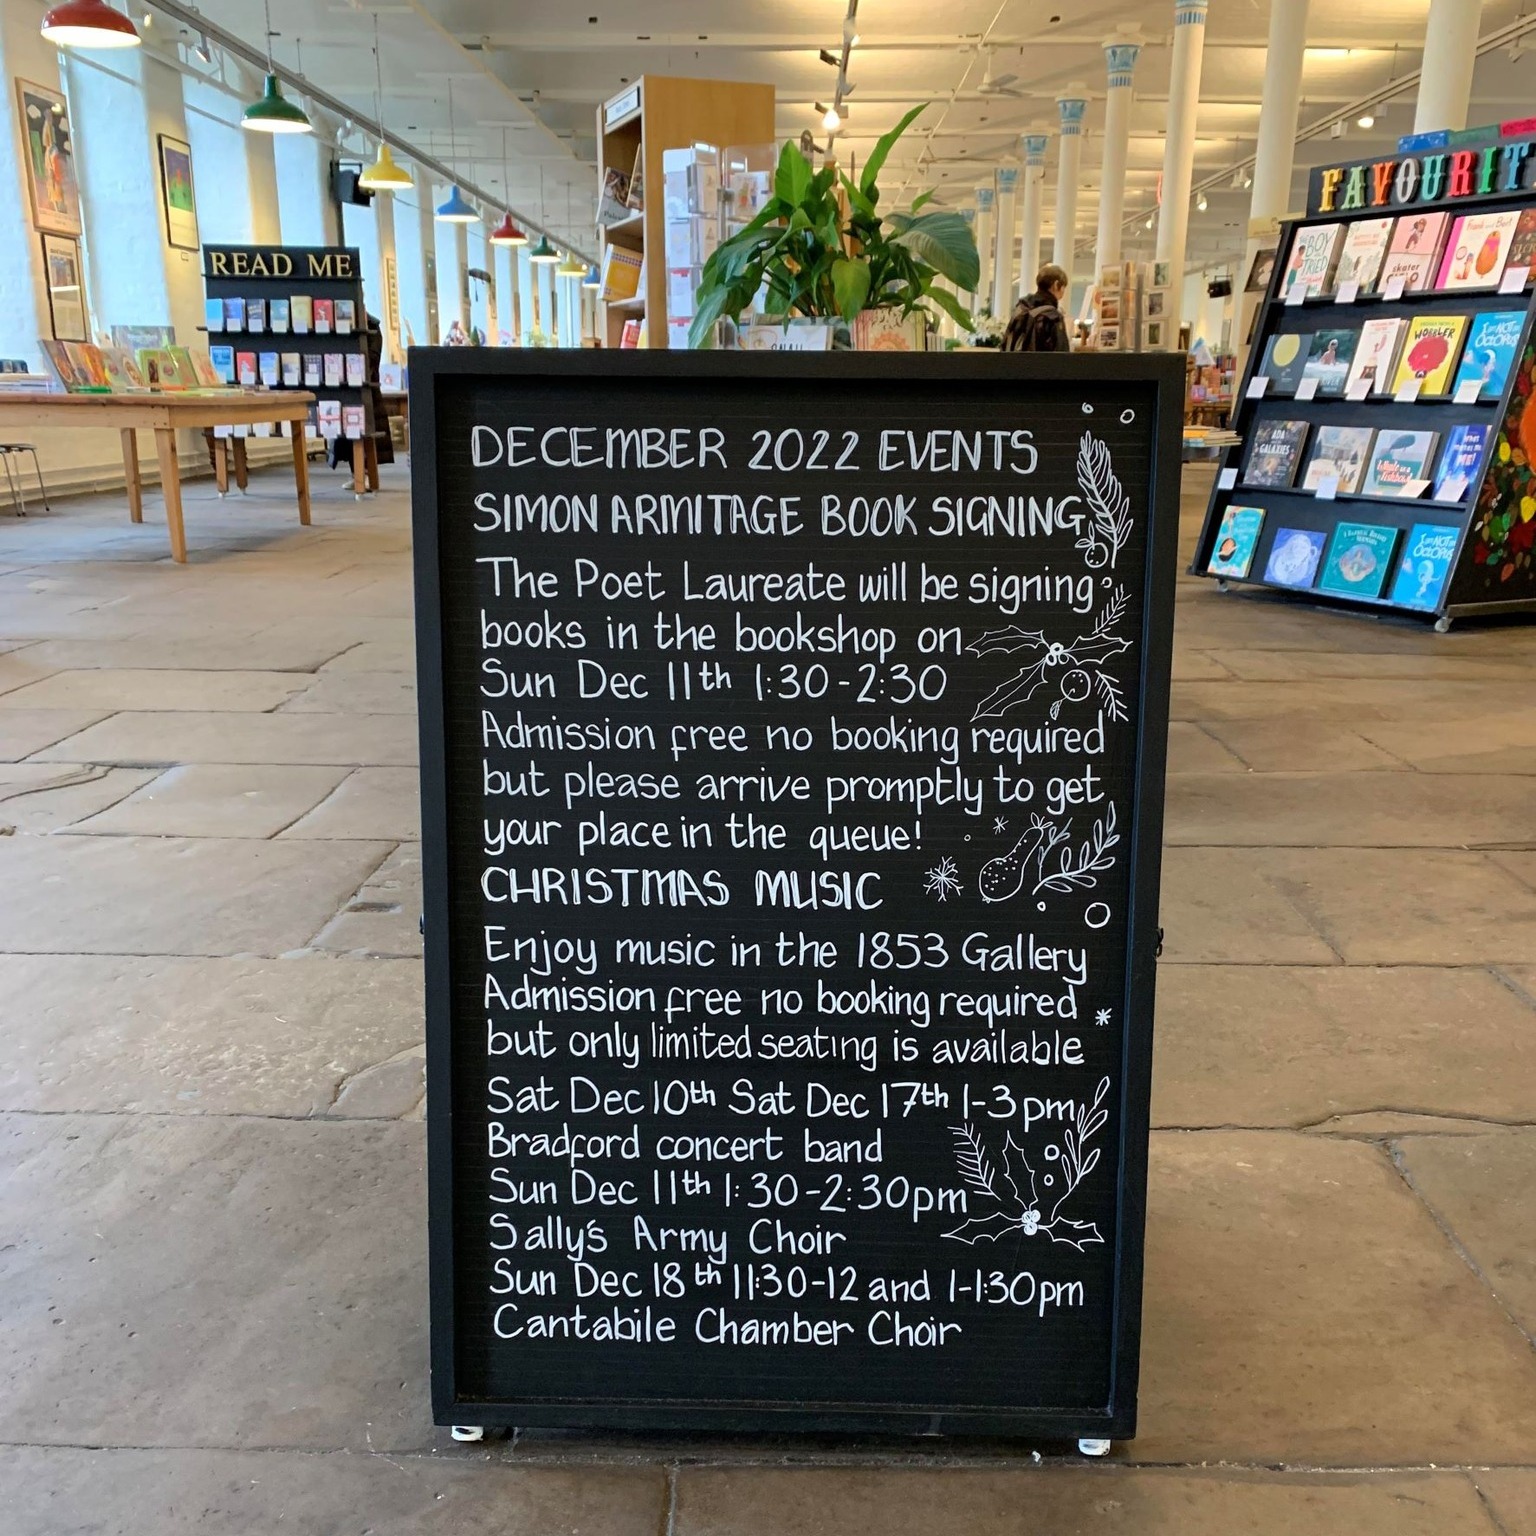 READ ME
FAVOURIT
DECEMBER 2022 EVENTS
SIMON ARMITAGE BOOK SIGNING
The Poet Laureate will be signing
books in the bookshop on
Sun Dec 11th 1:30-2:30
Admission free no booking required
but please arrive promptly to get
your place in the queue!
CHRISTMAS MUSIC
Enjoy music in the 1853 Gallery
Admission free no booking required
but only limited seating is available
Sat Dec 10th Sat Dec 17th 1-3pm
Bradford concert band
Sun Dec 11th 1:30-2:30pm
Sally's Army Choir
Sun Dec 18th 11:30-12 and 1-1:30pm
Cantabile Chamber Choir